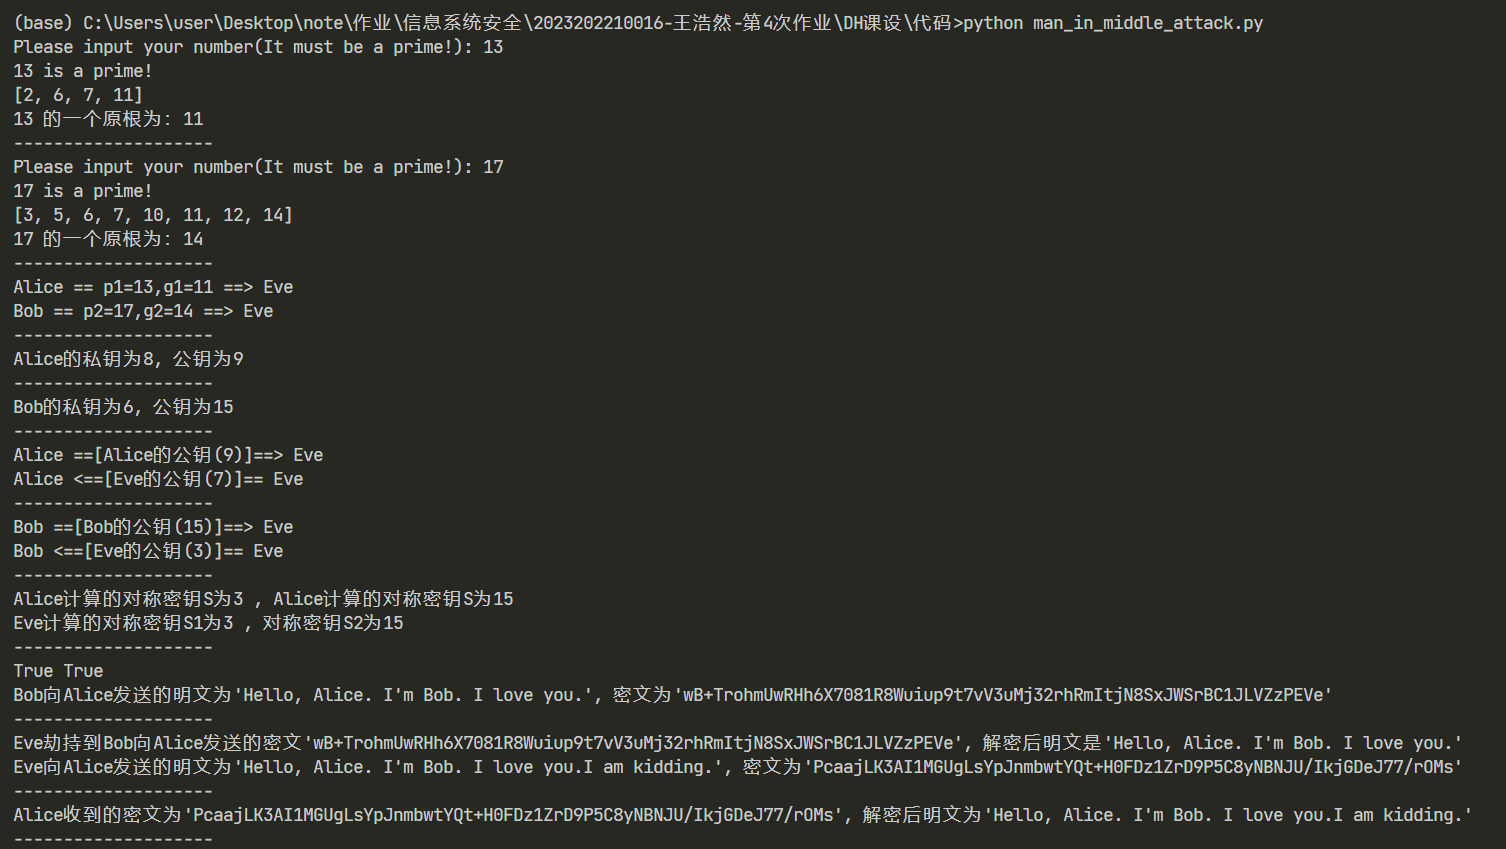 (base) C:\Users\user\Desktop\note\作业\信息系统安全\2023202210016-王浩然-第4次作业\DH课设\代码>python man_in_middle_attack.py
Please input your number(It must be a prime!): 13
13 is a prime!
[2, 6, 7, 11]
13 的一个原根为: 11
--------------------
Please input your number(It must be a prime!): 17
17 is a prime!
[3, 5, 6, 7, 10, 11, 12, 14]
17 的一个原根为: 14
--------------------
Alice == p1=13,g1=11 ==> Eve
Bob == p2=17,g2=14 ==> Eve
--------------------
Alice的私钥为8, 公钥为9
--------------------
Bob的私钥为6, 公钥为15
--------------------
Alice ==[Alice的公钥(9)]==> Eve
Alice <==[Eve的公钥(7)]== Eve
--------------------
Bob ==[Bob的公钥(15)]==> Eve
Bob <==[Eve的公钥(3)]== Eve
--------------------
Alice计算的对称密钥S为3 , Alice计算的对称密钥S为15
Eve计算的对称密钥S1为3 , 对称密钥S2为15
--------------------
True True
Bob向Alice发送的明文为'Hello, Alice. I'm Bob. I love you.', 密文为'wB+TrohmUwRHh6X7081R8Wuiup9t7vV3uMj32rhRmItjN8SxJWSrBC1JLVZzPEVe'
--------------------
Eve劫持到Bob向Alice发送的密文'wB+TrohmUwRHh6X7081R8Wuiup9t7vV3uMj32rhRmItjN8SxJWSrBC1JLVZzPEVe', 解密后明文是'Hello, Alice. I'm Bob. I love you.'
Eve向Alice发送的明文为'Hello, Alice. I'm Bob. I love you.I am kidding.', 密文为'PcaajLK3AI1MGUgLsYpJnmbwtYQt+H0FDz1ZrD9P5C8yNBNJU/IkjGDeJ77/rOMs'
--------------------
Alice收到的密文为'PcaajLK3AI1MGUgLsYpJnmbwtYQt+H0FDz1ZrD9P5C8yNBNJU/IkjGDeJ77/rOMs', 解密后明文为'Hello, Alice. I'm Bob. I love you.I am kidding.'
--------------------